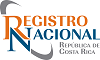 REGISTRO
NACIONAL
REPÚBLICA DE
COSTA RICA